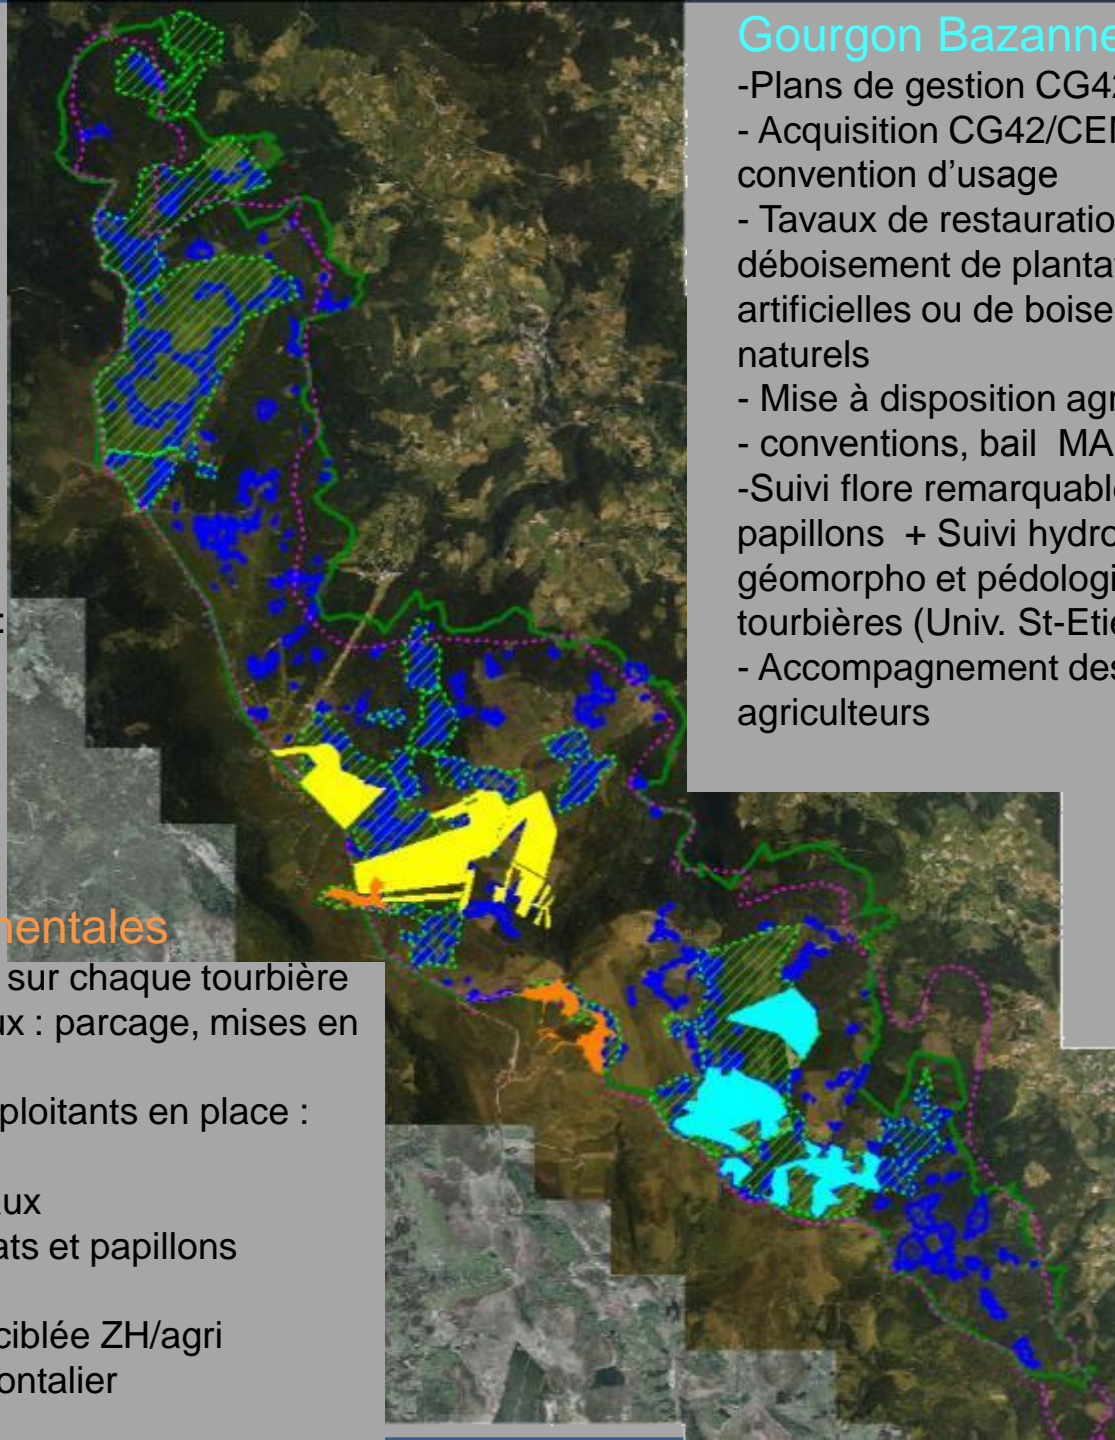 Gourgon Bazanne
-Plans de gestion CG42
- Acquisition CG42/CEN
convention d’usage
- Tavaux de restauratio
déboisement de planta
artificielles ou de boise
naturels
- Mise à disposition agr
- conventions, bail MA
-Suivi flore remarquable
papillons + Suivi hydro
géomorpho et pédologi
tourbières (Univ. St-Etie
- Accompagnement des
agriculteurs
:
nentales
sur chaque tourbière
ux : parcage, mises en
ploitants en place :
aux
ats et papillons
ciblée ZH/agri
ontalier